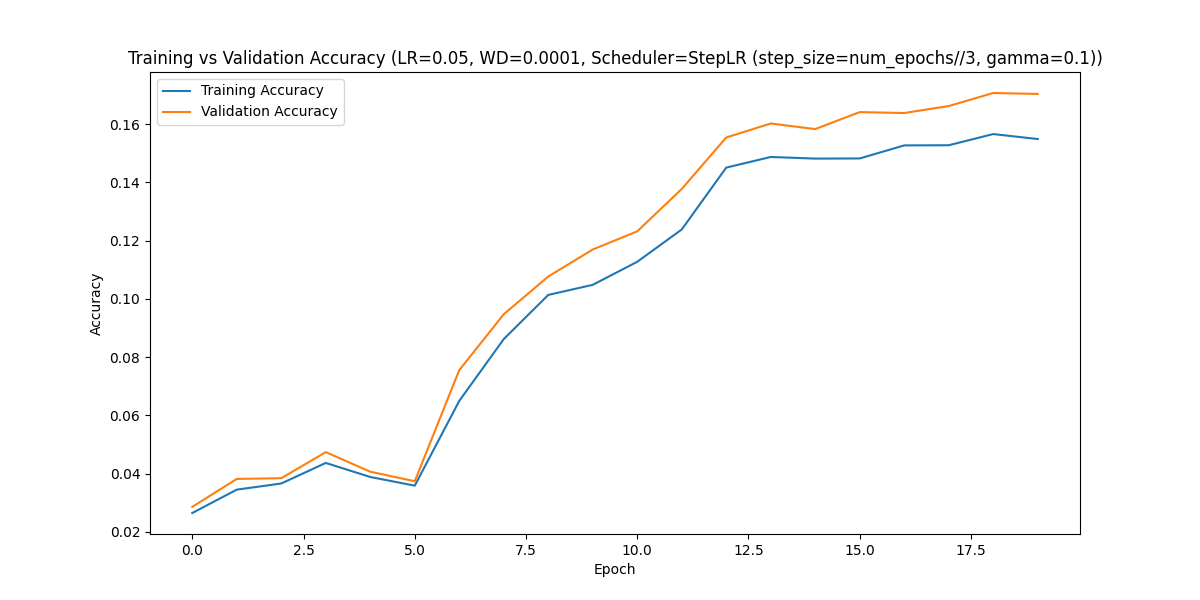 Training vs Validation Accuracy (LR=0.05, WD=0.0001, Scheduler=StepLR (step_size=num_epochs//3, gamma=0.1))
Training Accuracy
Validation Accuracy
Accuracy
0.16
0.14
0.12
0.10
0.08
0.06
0.04
0.02
0.0 2.5 5.0 7.5 10.0 12.5 15.0 17.5
Epoch